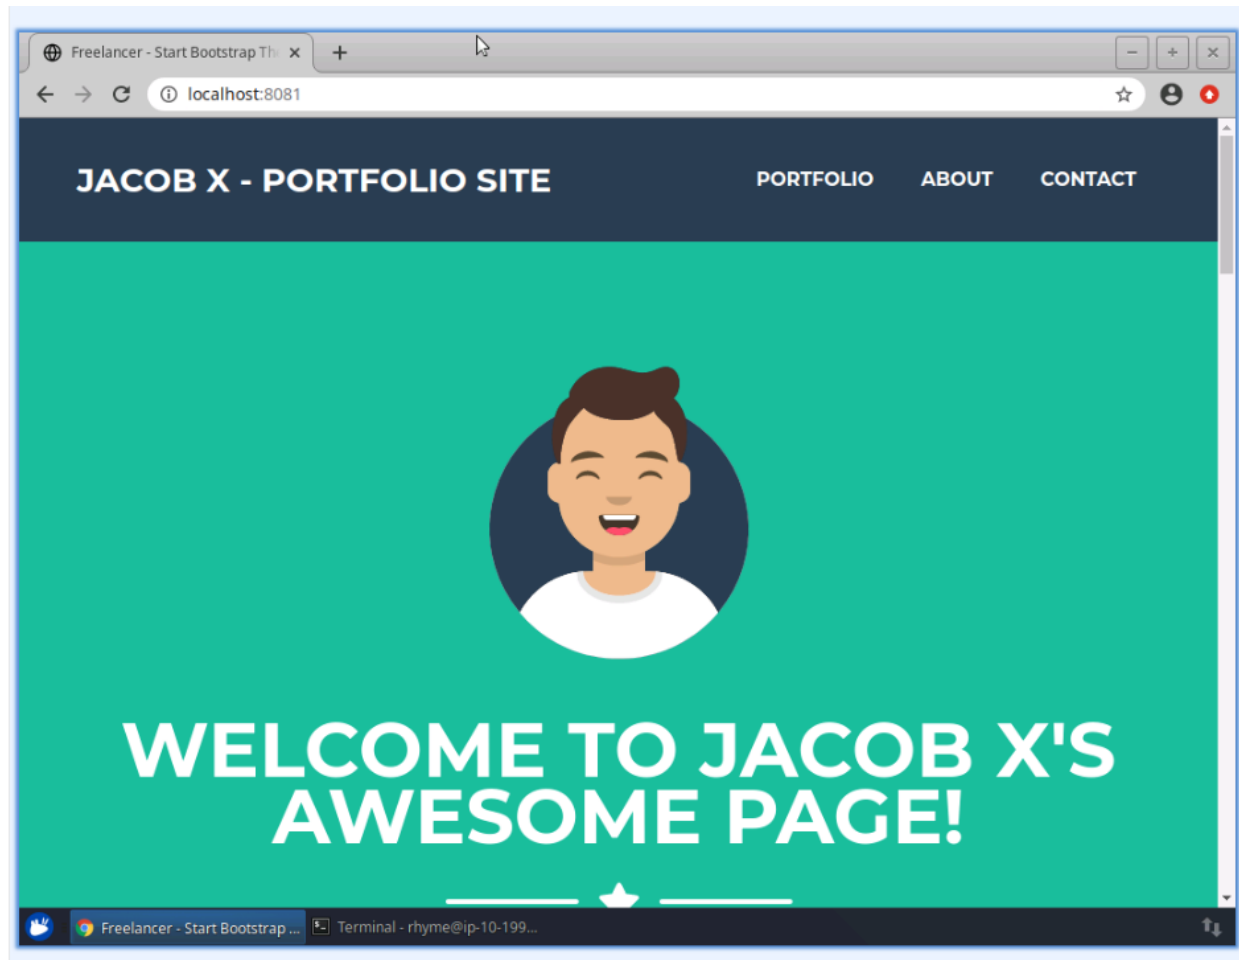 Freelancer - Start Bootstrap Th
localhost:8081
JACOB X - PORTFOLIO SITE
PORTFOLIO ABOUT CONTACT
WELCOME TO JACOB X'S
AWESOME PAGE!
Freelancer - Start Bootstrap ... Terminal - rhyme@ip-10-199...